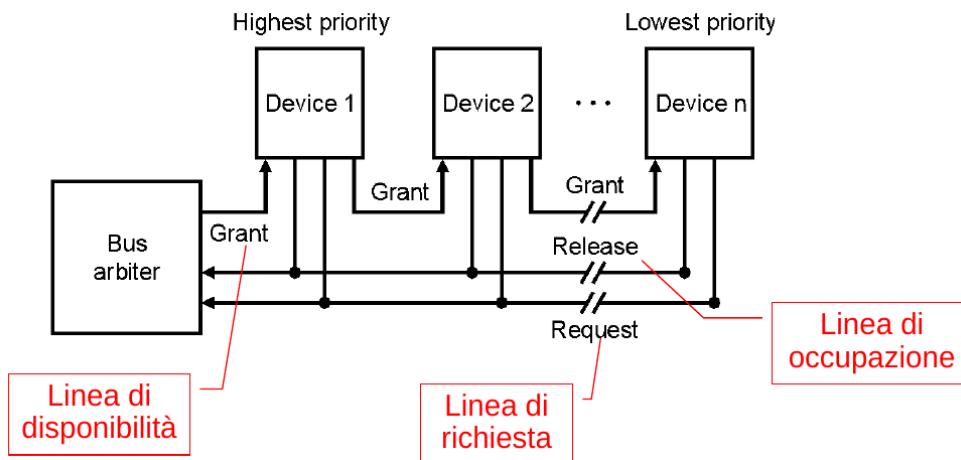 Highest priority
Lowest priority
Device 1
Device 2
...
Device n
Grant
Grant
Grant
Bus
arbiter
Release
Request
Linea di
occupazione
Linea di
disponibilità
Linea di
richiesta